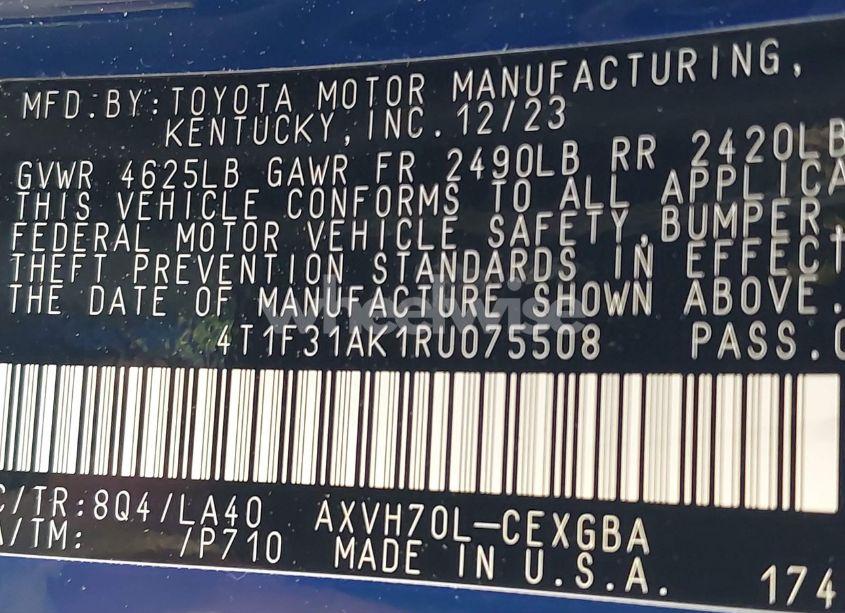 MFD.BY:TOYOTA MOTOR MANUFACTURING,
KENTUCKY,INC.12/23
GVWR 4625LB GAWR FR 2490LB RR 2420LB
THIS VEHICLE CONFORMS TO ALL APPLICA
FEDERAL MOTOR VEHICLE SAFETY,BUMPER,
THEFT PREVENTION STANDARDS IN EFFECT
THE DATE OF MANUFACTURE SHOWN ABOVE.
wheelwise
4T1F31AK1RU075508 PASS.C
C/TR:8Q4/LA40 AXVH70L-CEXGBA
A/TM: /P710 MADE IN U.S.A. 174